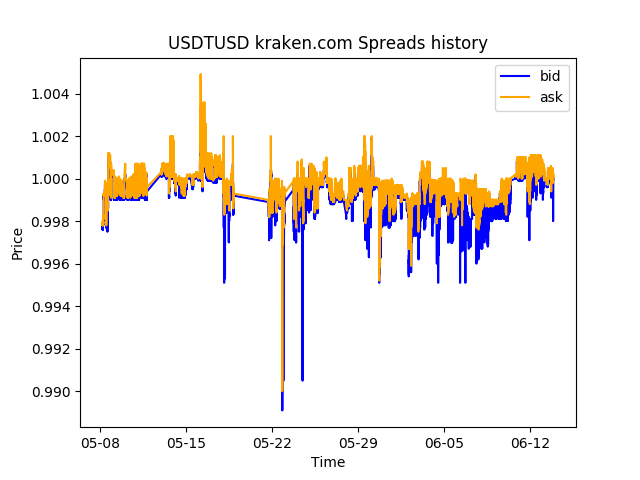 USDTUSD kraken.com Spreads history
bid
ask
1.004
1.002
1.000
0.998
0.996
0.994
0.992
0.990
Price
05-08 05-15 05-22 05-29 06-05 06-12
Time